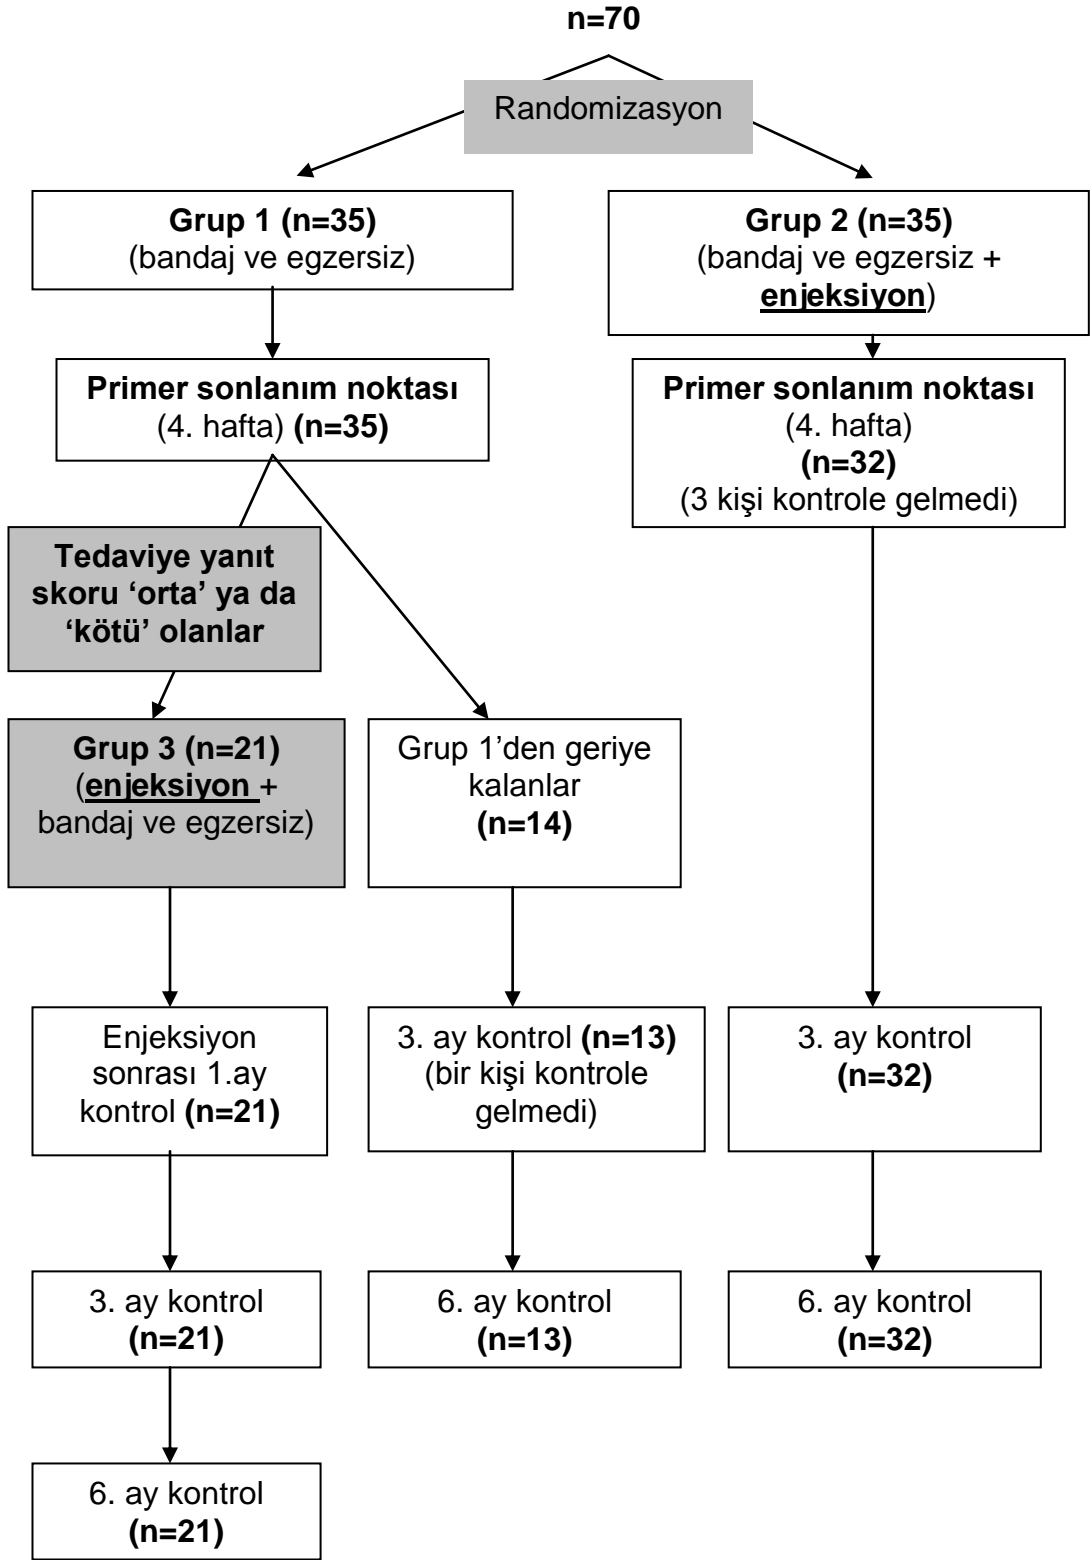 n=70
Randomizasyon
Grup 1 (n=35)
(bandaj ve egzersiz)
Grup 2 (n=35)
(bandaj ve egzersiz +
enjeksiyon)
Primer sonlanım noktası
(4. hafta) (n=35)
Primer sonlanım noktası
(4. hafta)
(n=32)
(3 kişi kontrole gelmedi)
Tedaviye yanıt
skoru ‘orta’ ya da
‘kötü’ olanlar
Grup 3 (n=21)
(enjeksiyon +
bandaj ve egzersiz)
Grup 1’den geriye
kalanlar
(n=14)
Enjeksiyon
sonrası 1.ay
kontrol (n=21)
3. ay kontrol (n=13)
(bir kişi kontrole
gelmedi)
3. ay kontrol
(n=32)
3. ay kontrol
(n=21)
6. ay kontrol
(n=13)
6. ay kontrol
(n=32)
6. ay kontrol
(n=21)